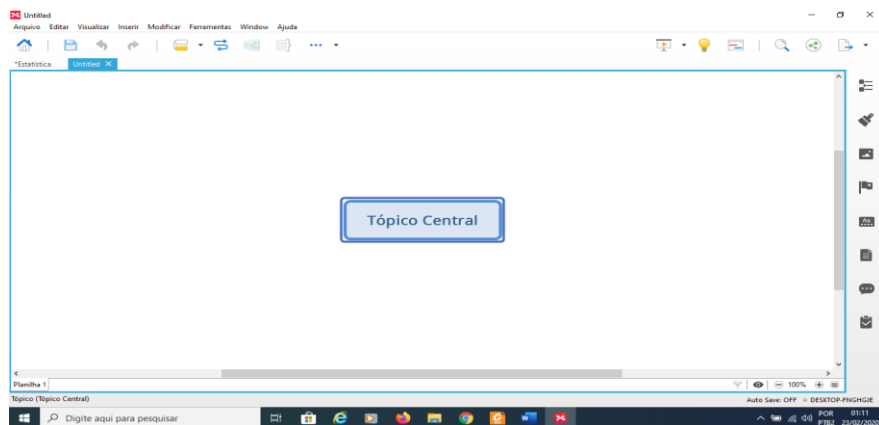 Untitled
Arquivo Editar Visualizar Inserir Modificar Ferramentas Window Ajuda
*Estatística Untitled
Tópico Central
Planilha 1
100%
Tópico (Tópico Central)
Auto Save: OFF DESKTOP-FNGHGJE
Digite aqui para pesquisar
POR 01:11
PTB2 23/02/2020